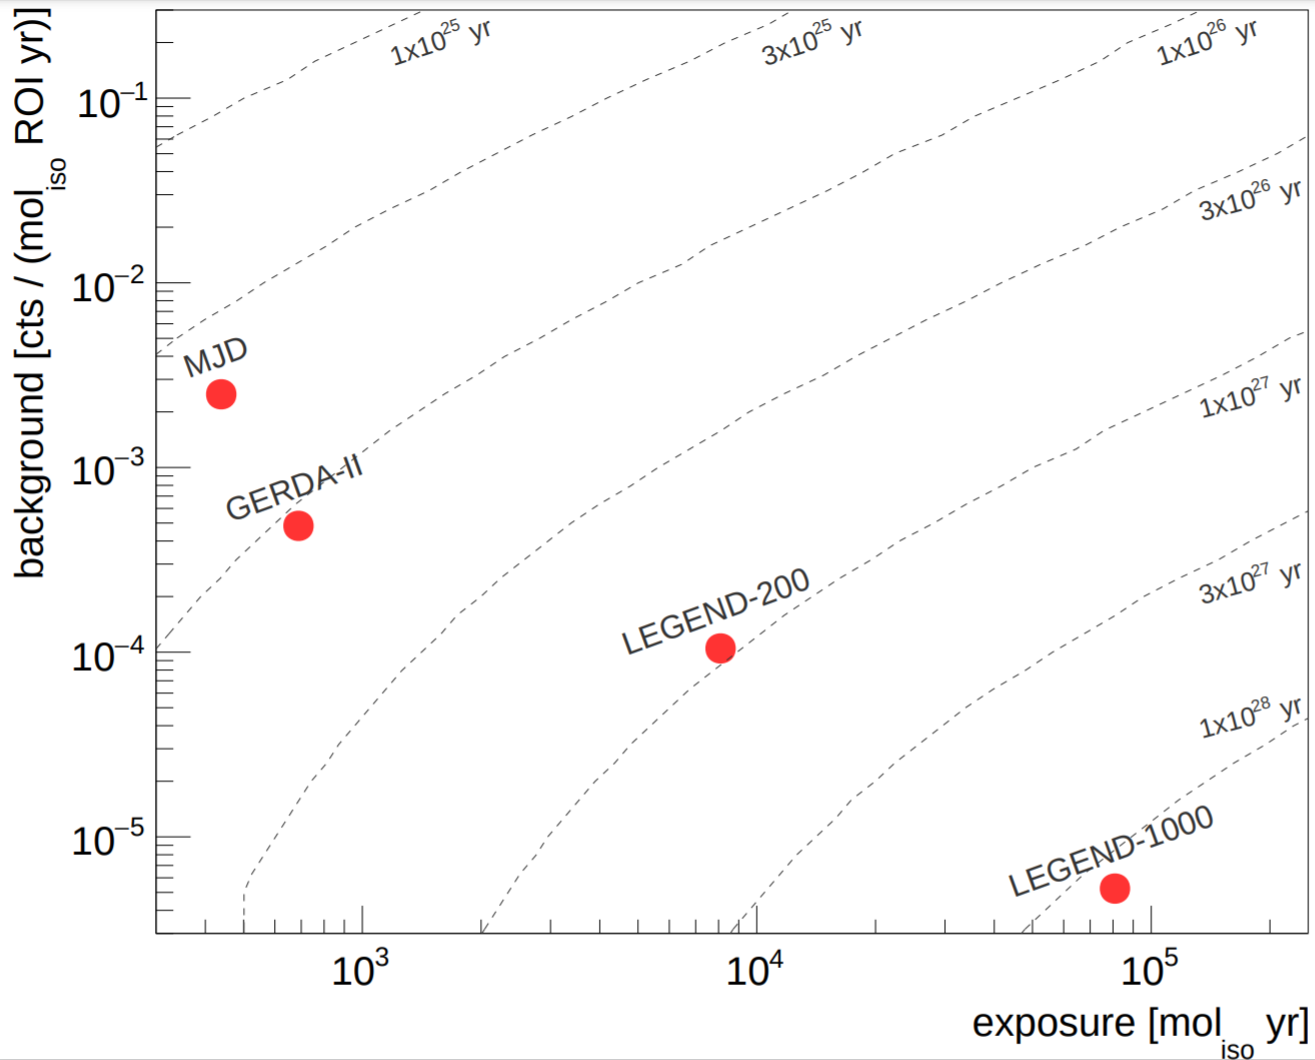 background [cts / (mol_iso ROI yr)]
1x10^25 yr
3x10^25 yr
1x10^26 yr
3x10^26 yr
1x10^27 yr
3x10^27 yr
1x10^28 yr
10^−1
10^−2
10^−3
10^−4
10^−5
MJD
GERDA-II
LEGEND-200
LEGEND-1000
10^3
10^4
10^5
exposure [mol_iso yr]